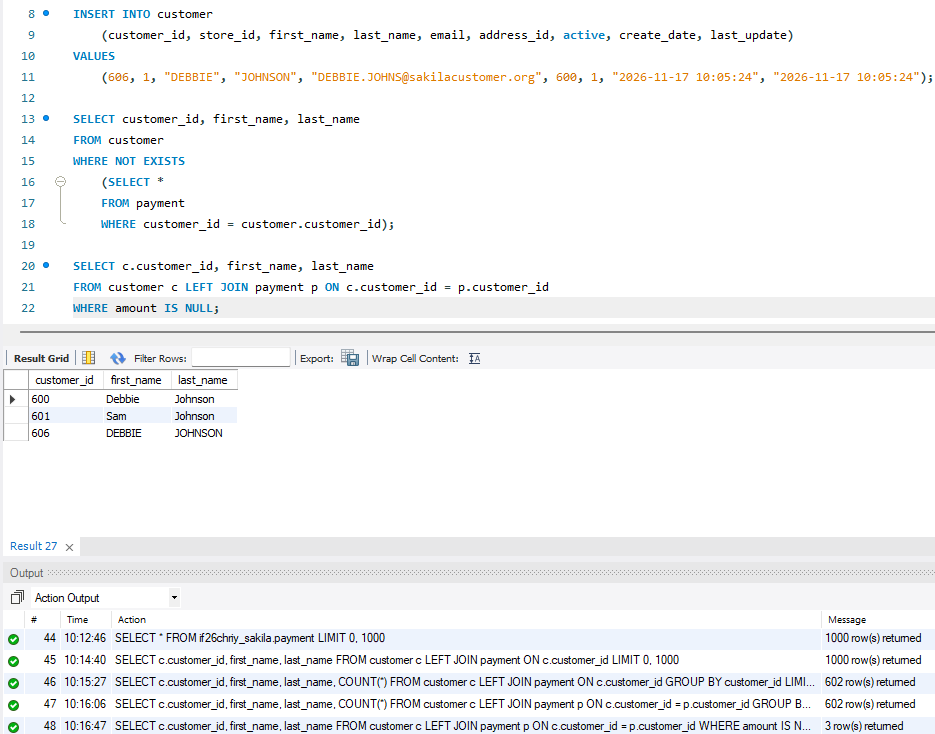 8 INSERT INTO customer
9 (customer_id, store_id, first_name, last_name, email, address_id, active, create_date, last_update)
10 VALUES
11 (606, 1, "DEBBIE", "JOHNSON", "DEBBIE.JOHNS@sakilacustomer.org", 600, 1, "2026-11-17 10:05:24", "2026-11-17 10:05:24");
12
13 SELECT customer_id, first_name, last_name
14 FROM customer
15 WHERE NOT EXISTS
16 (SELECT *
17 FROM payment
18 WHERE customer_id = customer.customer_id);
19
20 SELECT c.customer_id, first_name, last_name
21 FROM customer c LEFT JOIN payment p ON c.customer_id = p.customer_id
22 WHERE amount IS NULL;
Result Grid Filter Rows: Export: Wrap Cell Content: IA
customer_id first_name last_name
600 Debbie Johnson
601 Sam Johnson
606 DEBBIE JOHNSON
Result 27
Output
Action Output
# Time Action Message
44 10:12:46 SELECT * FROM if26chriy_sakila.payment LIMIT 0, 1000 1000 row(s) returned
45 10:14:40 SELECT c.customer_id, first_name, last_name FROM customer c LEFT JOIN payment ON c.customer_id LIMIT 0, 1000 1000 row(s) returned
46 10:15:27 SELECT c.customer_id, first_name, last_name, COUNT(*) FROM customer c LEFT JOIN payment ON c.customer_id GROUP BY customer_id LIMI... 602 row(s) returned
47 10:16:06 SELECT c.customer_id, first_name, last_name, COUNT(*) FROM customer c LEFT JOIN payment p ON c.customer_id = p.customer_id GROUP B... 602 row(s) returned
48 10:16:47 SELECT c.customer_id, first_name, last_name FROM customer c LEFT JOIN payment p ON c.customer_id = p.customer_id WHERE amount IS N... 3 row(s) returned